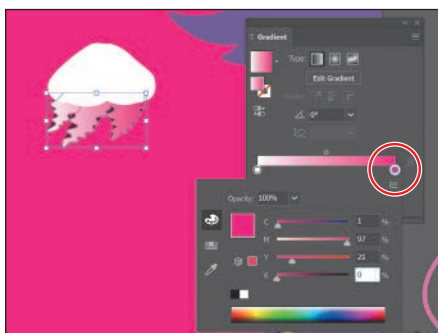 Gradient
Type:
Edit Gradient
Stroke:
0°
Opacity: 100%
C 1 %
M 97 %
Y 21 %
K 0 %